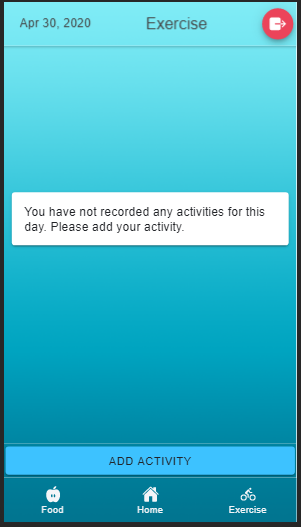 Apr 30, 2020
Exercise
You have not recorded any activities for this
day. Please add your activity.
ADD ACTIVITY
Food
Home
Exercise